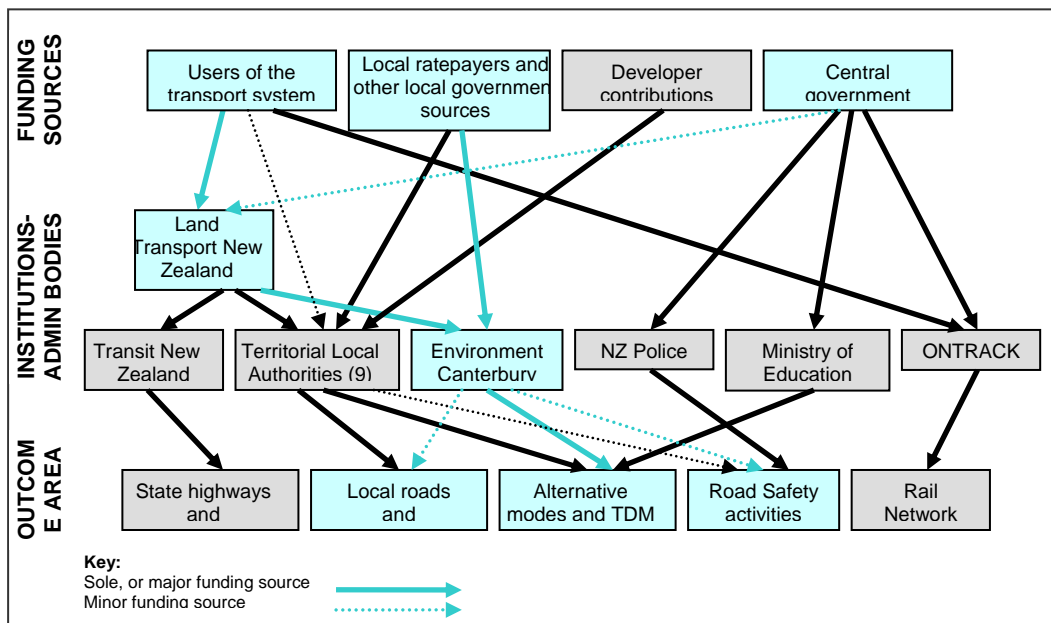 FUNDING
SOURCES
Users of the
transport system
Local ratepayers and
other local governmen
sources
Developer
contributions
Central
government
INSTITUTIONS-
ADMIN BODIES
Land
Transport New
Zealand
Transit New
Zealand
Territorial Local
Authorities (9)
Environment
Canterbury
NZ Police
Ministry of
Education
ONTRACK
OUTCOM
E AREA
State highways
and
Local roads
and
Alternative
modes and TDM
Road Safety
activities
Rail
Network
Key:
Sole, or major funding source
Minor funding source